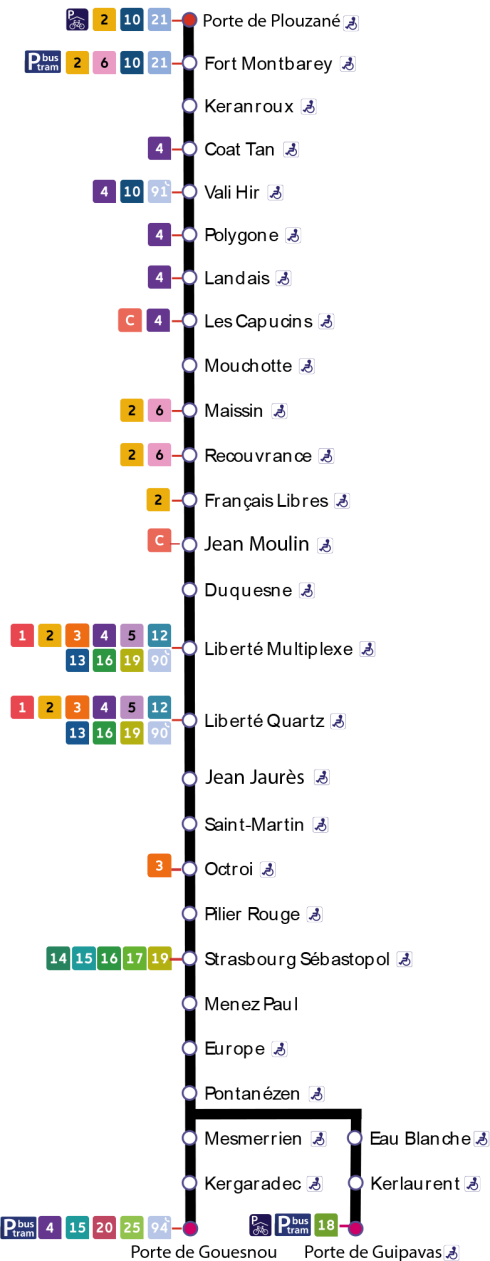 P 2 10 21 Porte de Plouzané
P bus tram 2 6 10 21 Fort Montbarey
Keranroux
4 Coat Tan
4 10 91 Vali Hir
4 Polygone
4 Landais
C 4 Les Capucins
Mouchotte
2 6 Maissin
2 6 Recouvrance
2 Français Libres
C Jean Moulin
Duquesne
1 2 3 4 5 12
13 16 19 90 Liberté Multiplexe
1 2 3 4 5 12
13 16 19 90 Liberté Quartz
Jean Jaurès
Saint-Martin
3 Octroi
Pilier Rouge
14 15 16 17 19 Strasbourg Sébastopol
Menez Paul
Europe
Pontanézen
Mesmerrien Eau Blanche
Kergaradec Kerlaurent
P bus tram 4 15 20 25 94 P P bus tram 18
Porte de Gouesnou Porte de Guipavas